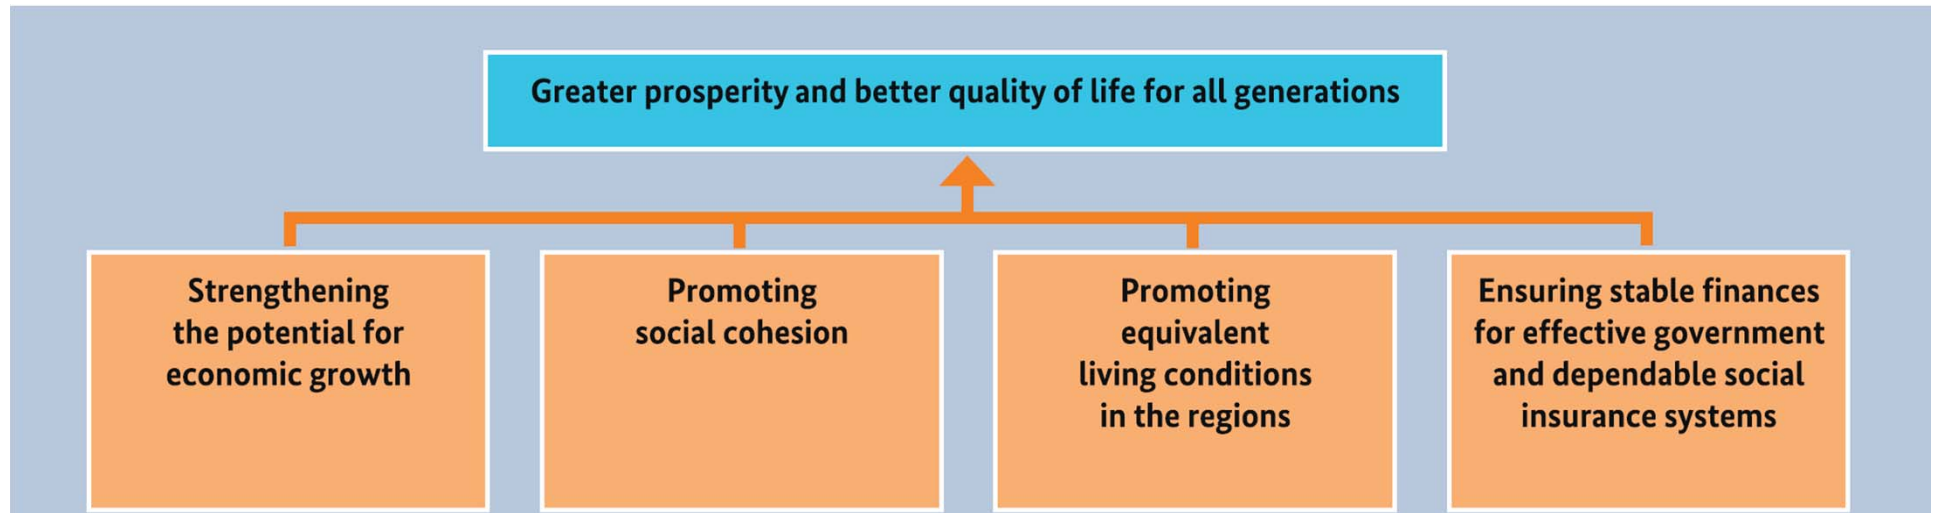 Greater prosperity and better quality of life for all generations
Strengthening
the potential for
economic growth
Promoting
social cohesion
Promoting
equivalent
living conditions
in the regions
Ensuring stable finances
for effective government
and dependable social
insurance systems